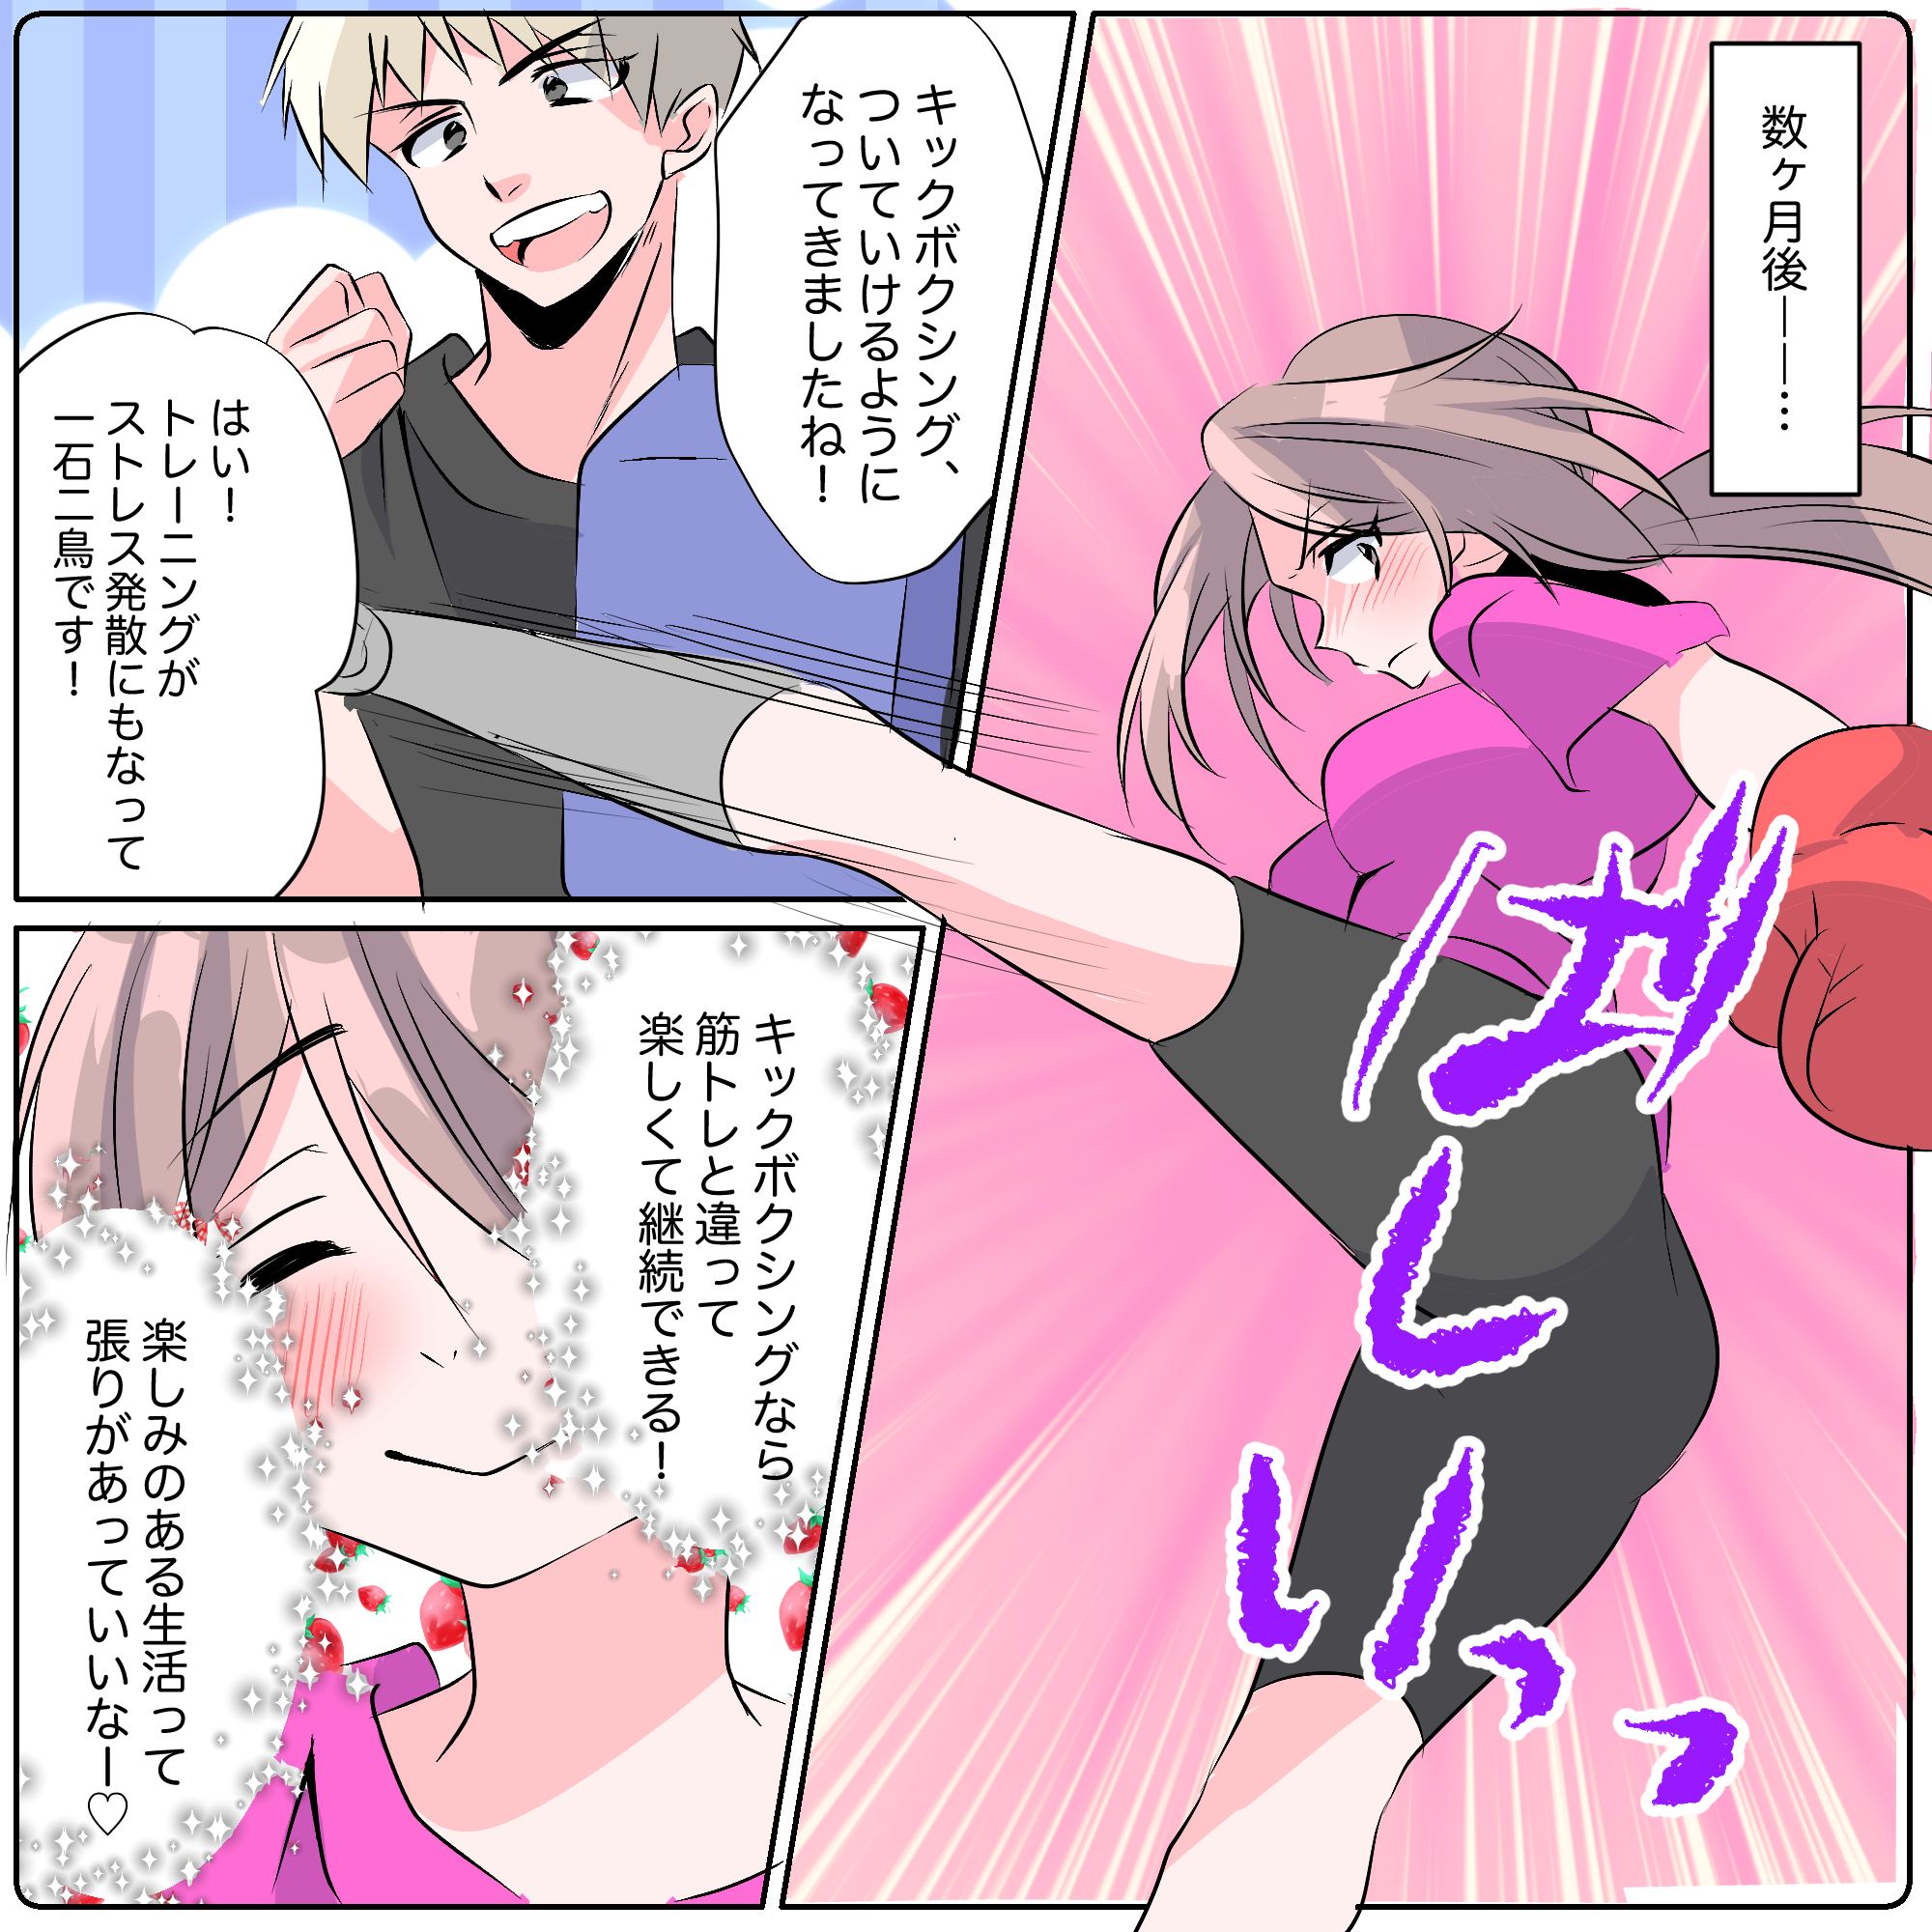 数ヶ月後——…
ばしいっ
キックボクシング、
ついていけるように
なってきましたね！
はい！
トレーニングが
ストレス発散にもなって
一石二鳥です！
キックボクシングなら
筋トレと違って
楽しくて継続できる！
楽しみのある生活って
張りがあっていいなー♡